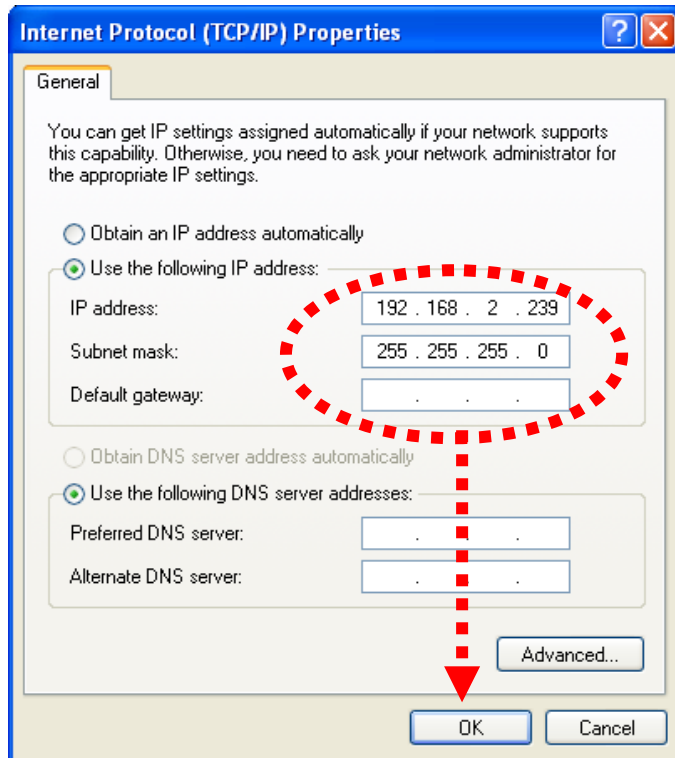 Internet Protocol (TCP/IP) Properties
General
You can get IP settings assigned automatically if your network supports
this capability. Otherwise, you need to ask your network administrator for
the appropriate IP settings.
Obtain an IP address automatically
Use the following IP address:
IP address: 192 . 168 . 2 . 239
Subnet mask: 255 . 255 . 255 . 0
Default gateway: . . .
Obtain DNS server address automatically
Use the following DNS server addresses:
Preferred DNS server: . . .
Alternate DNS server: . . .
Advanced...
OK Cancel